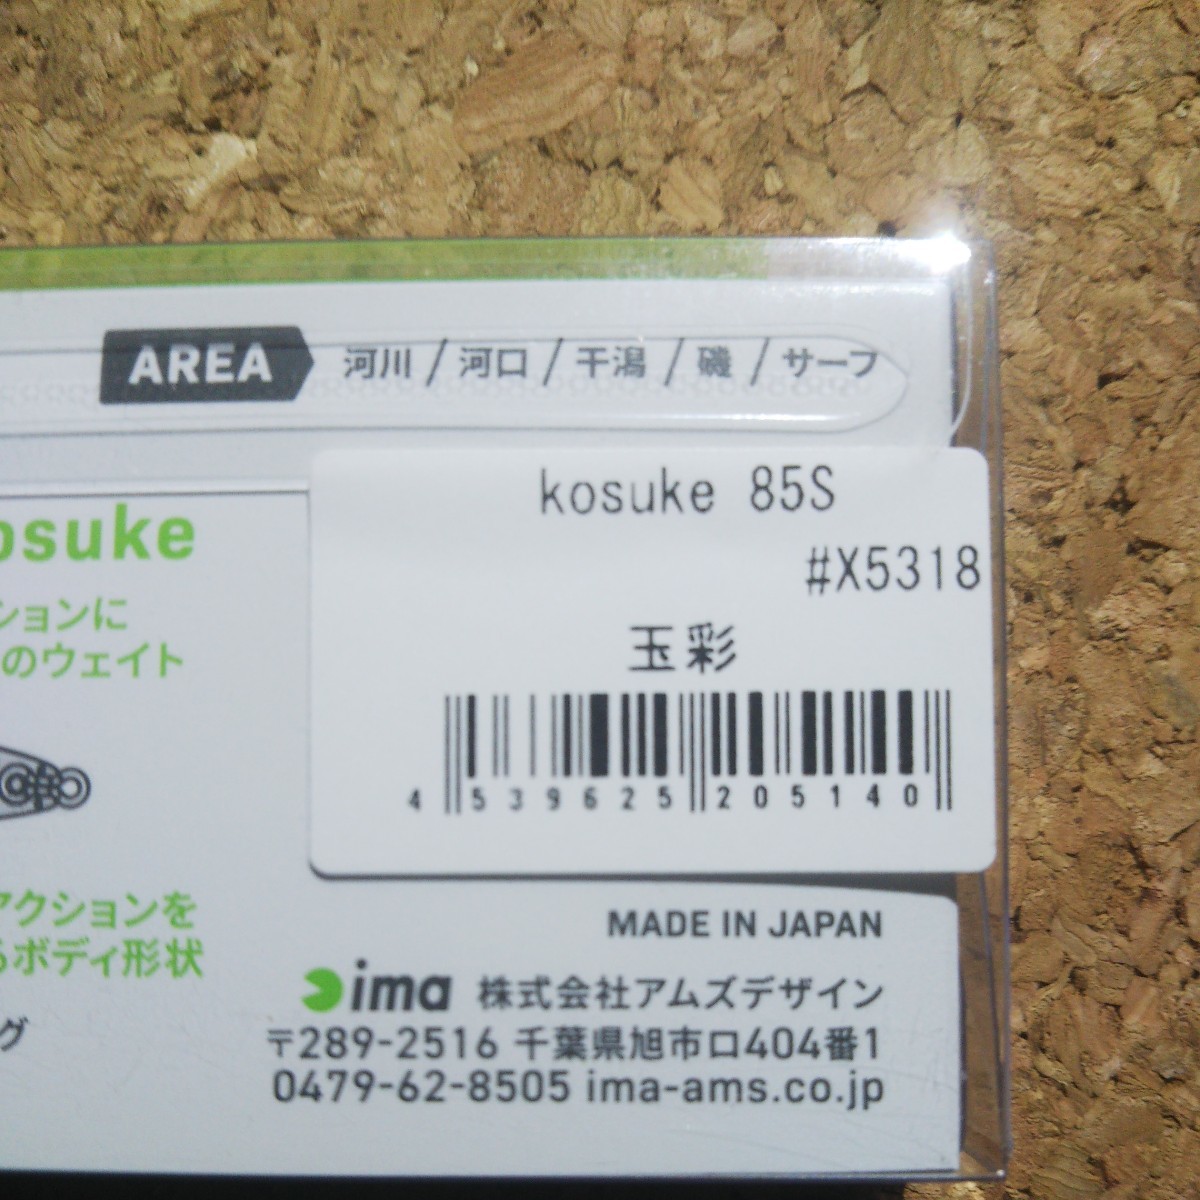 AREA 河川 / 河口 / 干潟 / 磯 / サーフ
kosuke 85S
#X5318
玉彩
4 539625 205140
osuke
ションに
のウェイト
アクションを
るボディ形状
グ
MADE IN JAPAN
ima 株式会社アムズデザイン
〒289-2516 千葉県旭市ロ404番1
0479-62-8505 ima-ams.co.jp